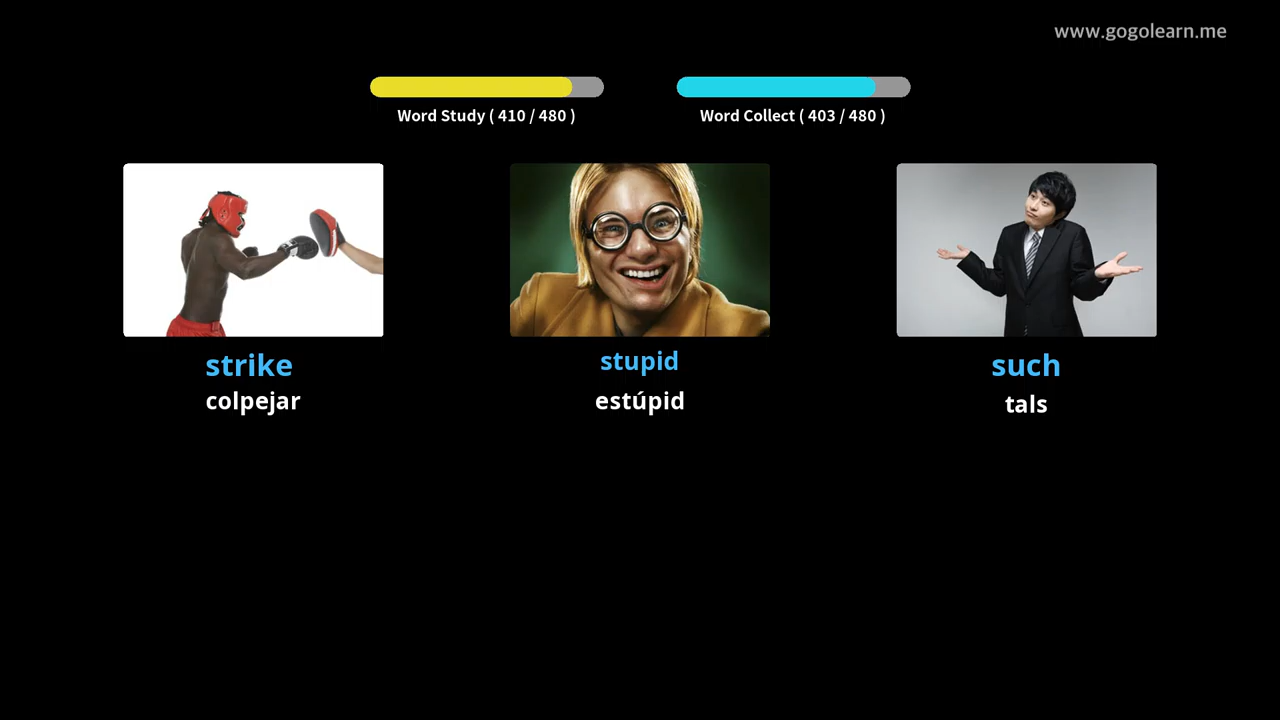 www.gogolearn.me
Word Study ( 410 / 480 )
Word Collect ( 403 / 480 )
strike
colpejar
stupid
estúpid
such
tals